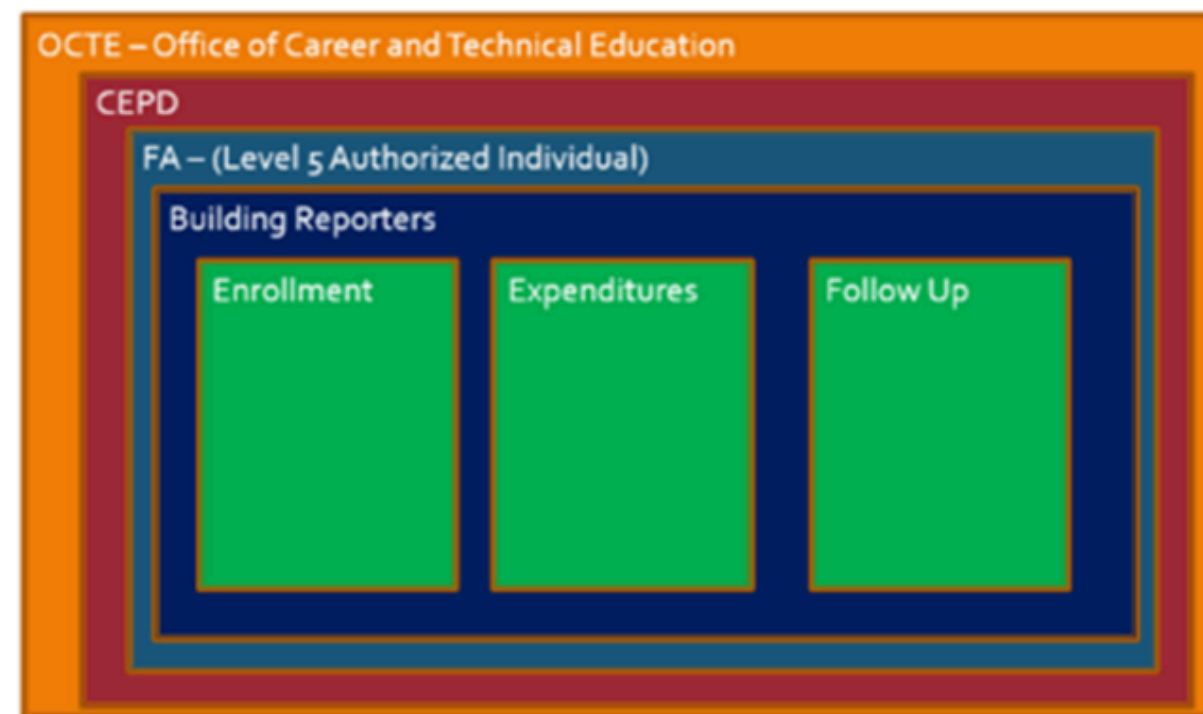 OCTE – Office of Career and Technical Education
CEPD
FA – (Level 5 Authorized Individual)
Building Reporters
Enrollment
Expenditures
Follow Up